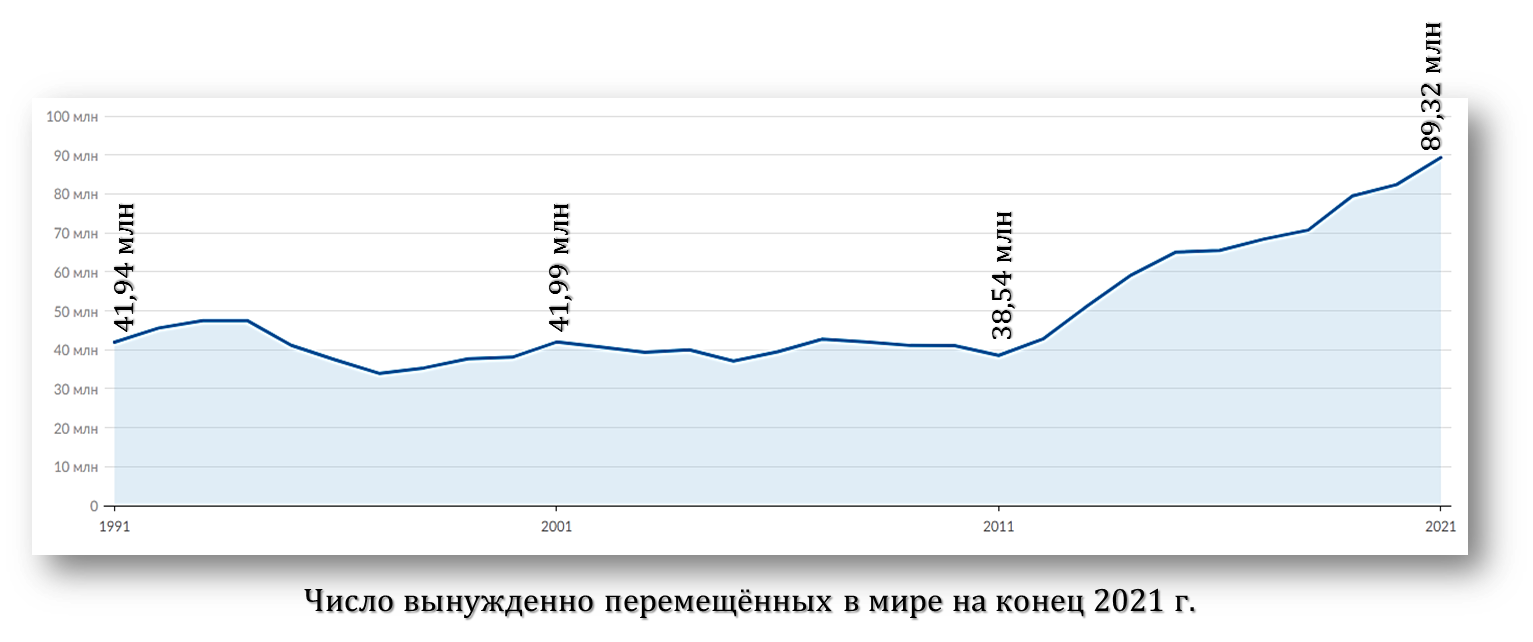 89,32 млн
100 млн
90 млн
80 млн
70 млн
60 млн
50 млн
40 млн
30 млн
20 млн
10 млн
0
41,94 млн
41,99 млн
38,54 млн
1991
2001
2011
2021
Число вынужденно перемещённых в мире на конец 2021 г.